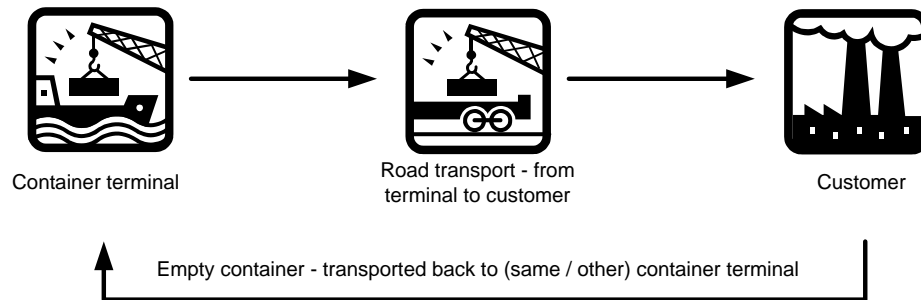 Container terminal
Road transport - from
terminal to customer
Customer
Empty container - transported back to (same / other) container terminal